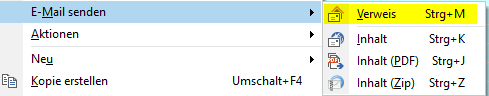 E-Mail senden
Aktionen
Neu
Kopie erstellen Umschalt+F4
Verweis Strg+M
Inhalt Strg+K
Inhalt (PDF) Strg+J
Inhalt (Zip) Strg+Z